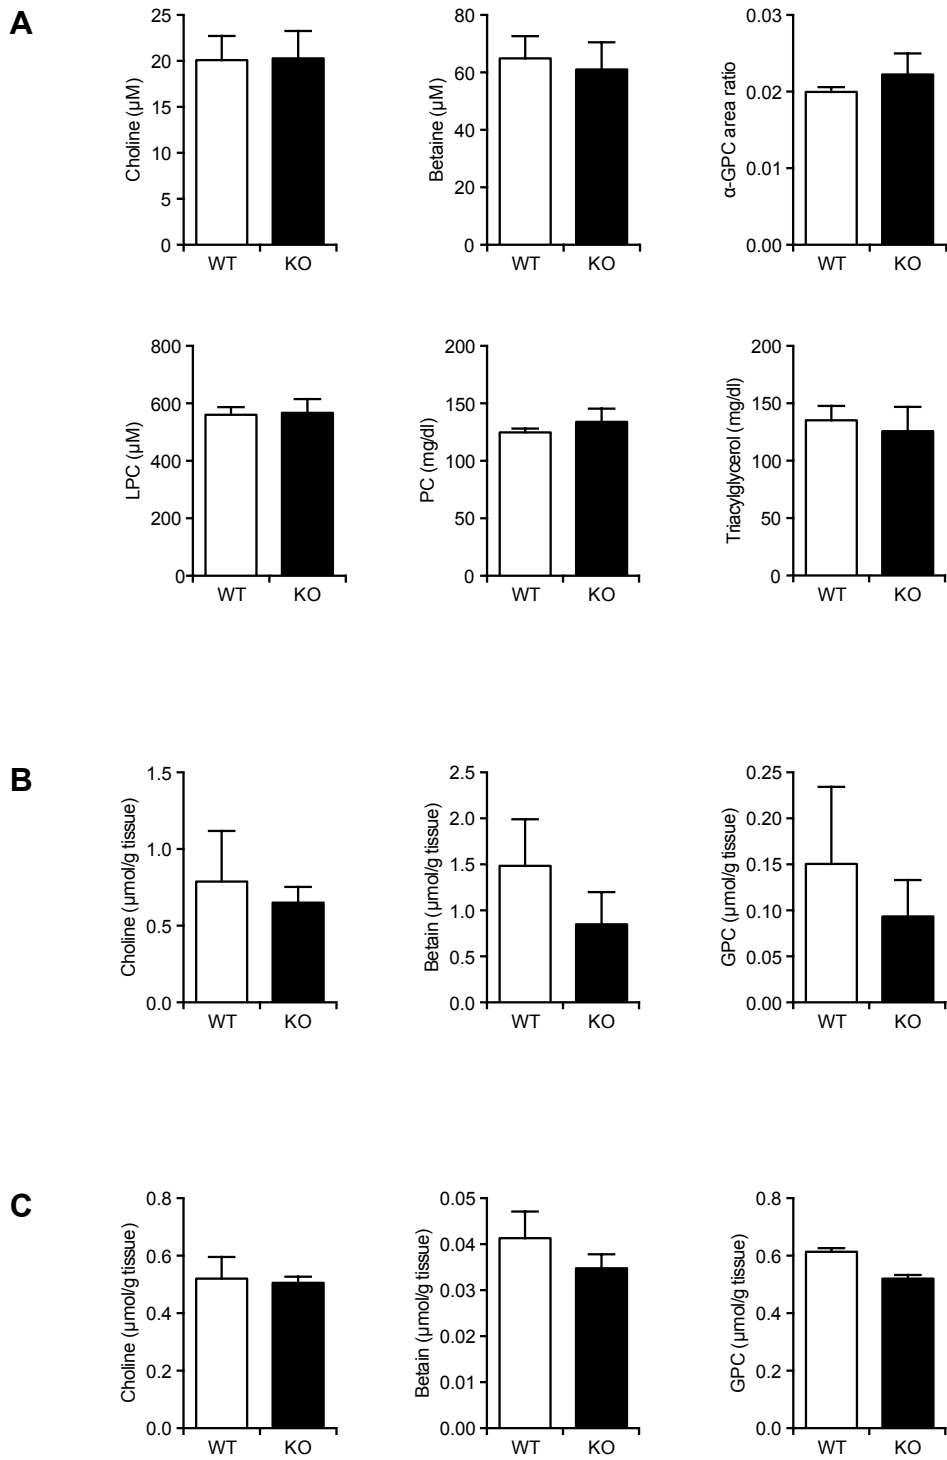 A
Choline (µM)
25
20
15
10
5
0
WT KO
Betaine (µM)
80
60
40
20
0
WT KO
α-GPC area ratio
0.03
0.02
0.01
0.00
WT KO
LPC (µM)
800
600
400
200
0
WT KO
PC (mg/dl)
200
150
100
50
0
WT KO
Triacylglycerol (mg/dl)
200
150
100
50
0
WT KO
B
Choline (µmol/g tissue)
1.5
1.0
0.5
0.0
WT KO
Betain (µmol/g tissue)
2.5
2.0
1.5
1.0
0.5
0.0
WT KO
GPC (µmol/g tissue)
0.25
0.20
0.15
0.10
0.05
0.00
WT KO
C
Choline (µmol/g tissue)
0.8
0.6
0.4
0.2
0.0
WT KO
Betain (µmol/g tissue)
0.05
0.04
0.03
0.02
0.01
0.00
WT KO
GPC (µmol/g tissue)
0.8
0.6
0.4
0.2
0.0
WT KO